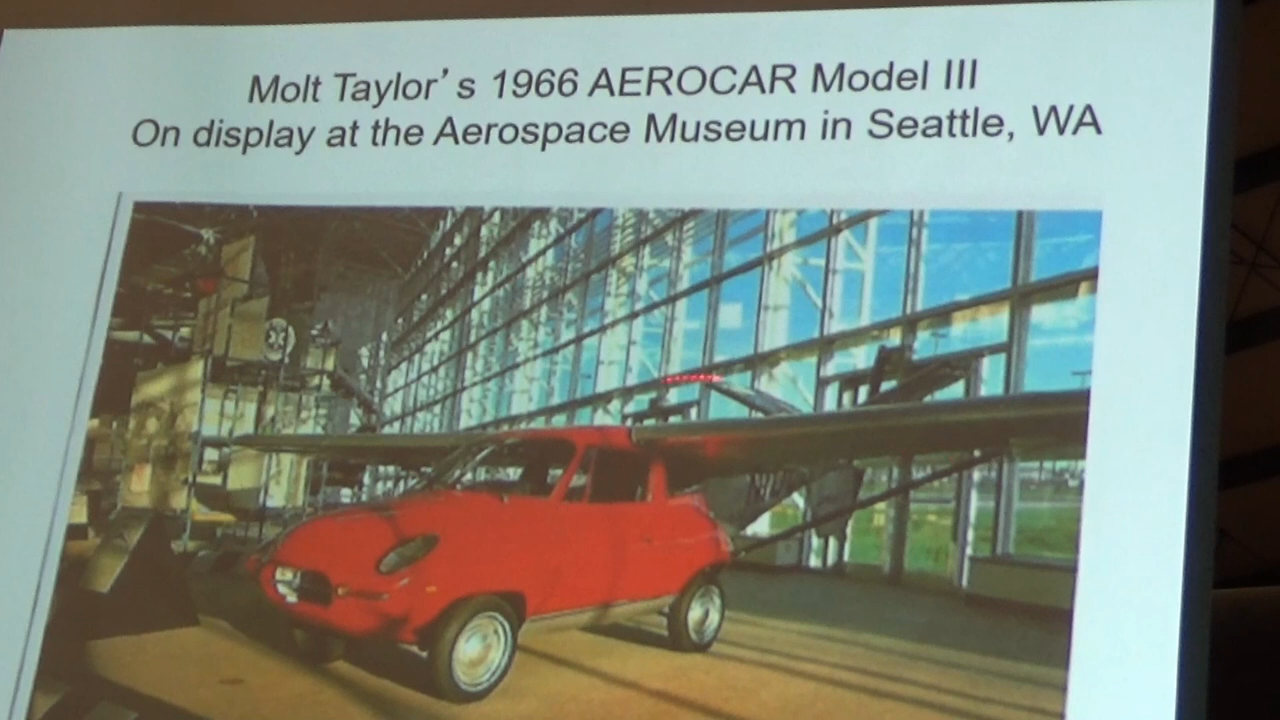 Molt Taylor's 1966 AEROCAR Model III
On display at the Aerospace Museum in Seattle, WA